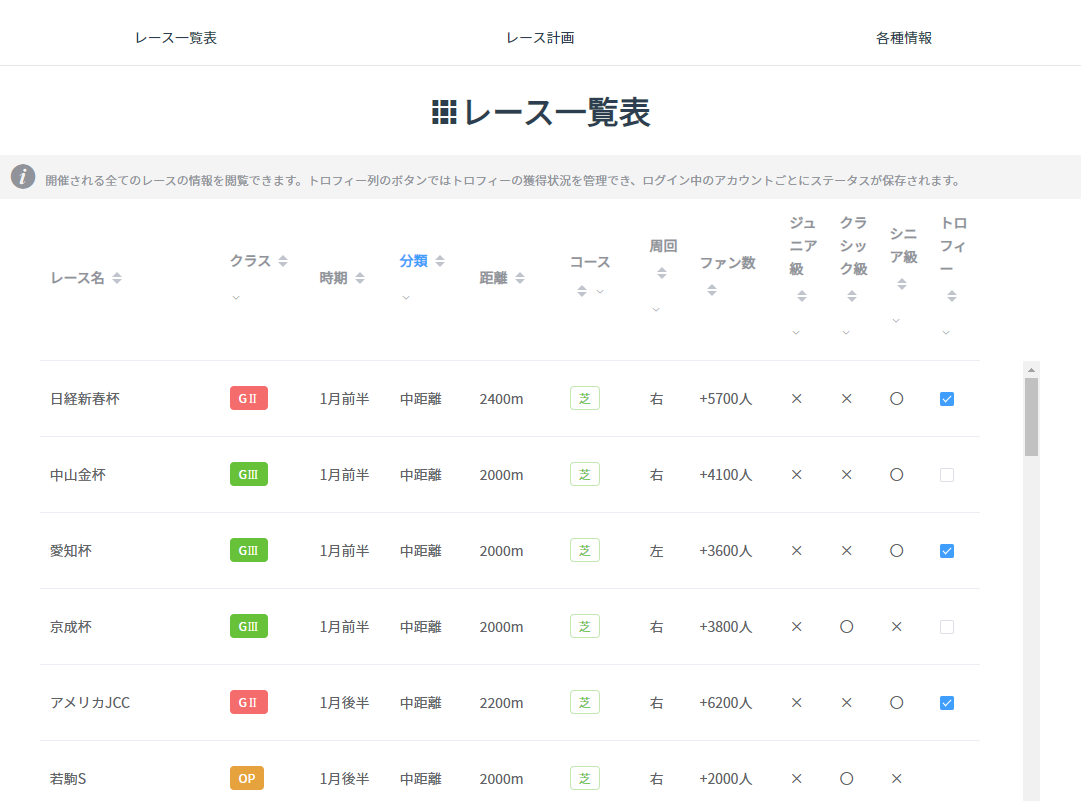 レース一覧表 レース計画 各種情報
レース一覧表
開催される全てのレースの情報を閲覧できます。トロフィー列のボタンではトロフィーの獲得状況を管理でき、ログイン中のアカウントごとにステータスが保存されます。
レース名 クラス 時期 分類 距離 コース 周回 ファン数 ジュニア級 クラシック級 シニア級 トロフィー
日経新春杯 GⅡ 1月前半 中距離 2400m 芝 右 +5700人 × × 〇
中山金杯 GⅢ 1月前半 中距離 2000m 芝 右 +4100人 × × 〇
愛知杯 GⅢ 1月前半 中距離 2000m 芝 左 +3600人 × × 〇
京成杯 GⅢ 1月前半 中距離 2000m 芝 右 +3800人 × 〇 ×
アメリカJCC GⅡ 1月後半 中距離 2200m 芝 右 +6200人 × × 〇
若駒S OP 1月後半 中距離 2000m 芝 右 +2000人 × 〇 ×